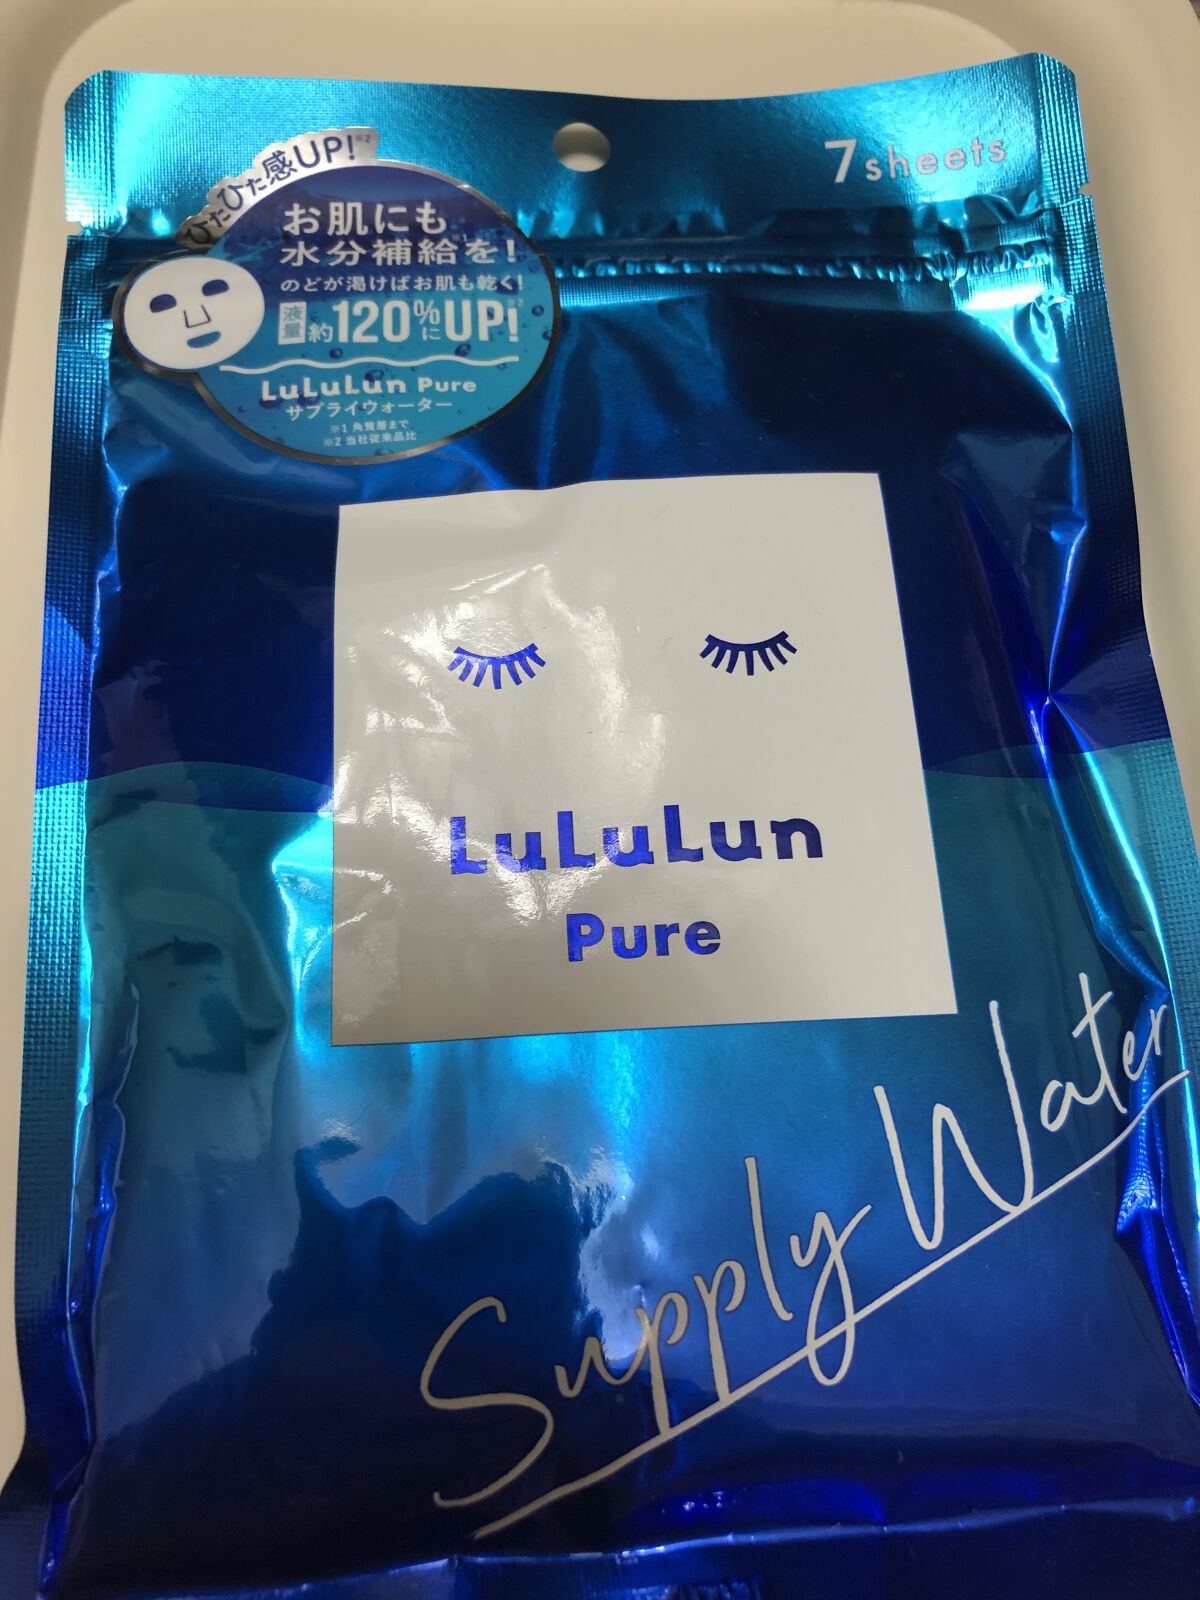 7sheets
ひたひた感UP!※2
お肌にも
水分補給を!※1
のどが渇けばお肌も乾く!
液量約120%にUP!※2
LuLuLun Pure
サプライウォーター
※1 角質層まで
※2 当社従来品比
LuLuLun
Pure
Supply Water